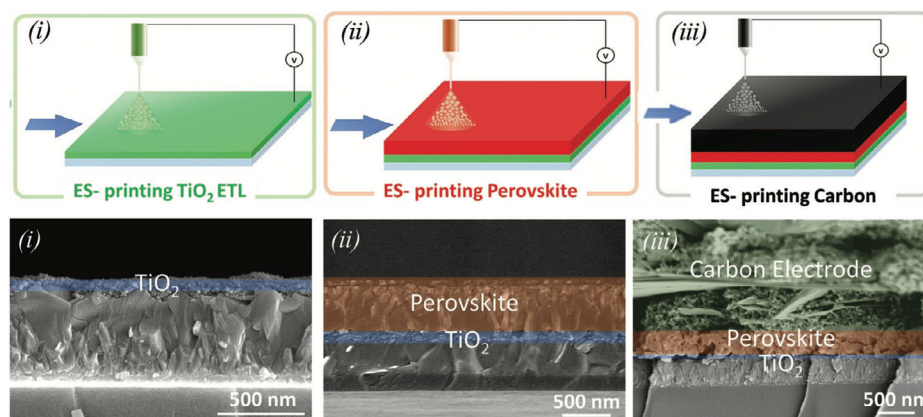 (i)
V
ES- printing TiO₂ ETL
(ii)
V
ES- printing Perovskite
(iii)
V
ES- printing Carbon
(i)
TiO₂
500 nm
(ii)
Perovskite
TiO₂
500 nm
(iii)
Carbon Electrode
Perovskite
TiO₂
500 nm